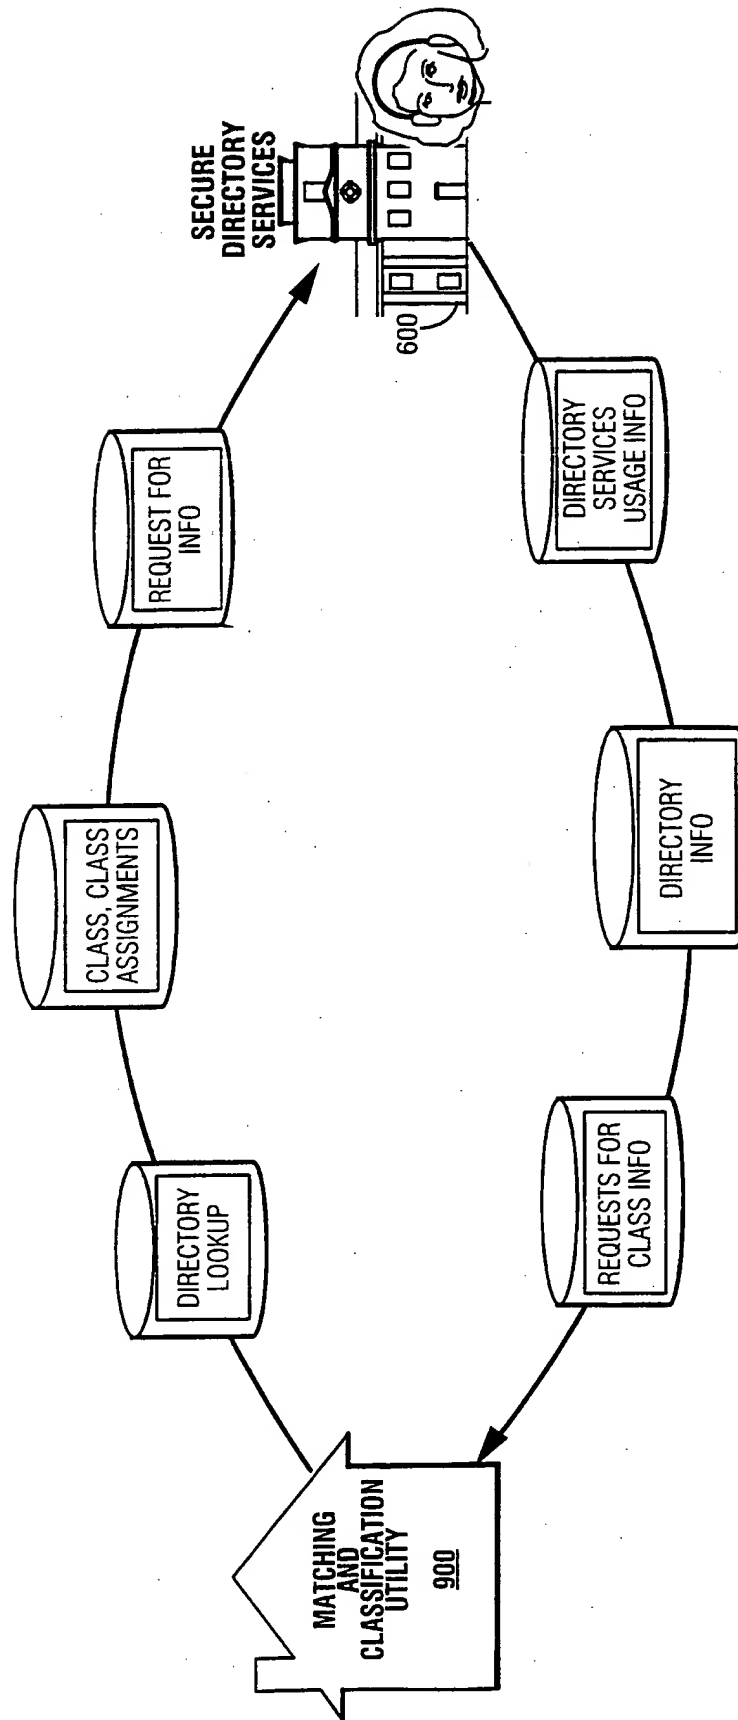 SECURE
DIRECTORY
SERVICES
600
REQUEST FOR
INFO
CLASS, CLASS
ASSIGNMENTS
DIRECTORY
LOOKUP
MATCHING
AND
CLASSIFICATION
UTILITY
900
DIRECTORY
SERVICES
USAGE INFO
DIRECTORY
INFO
REQUESTS FOR
CLASS INFO